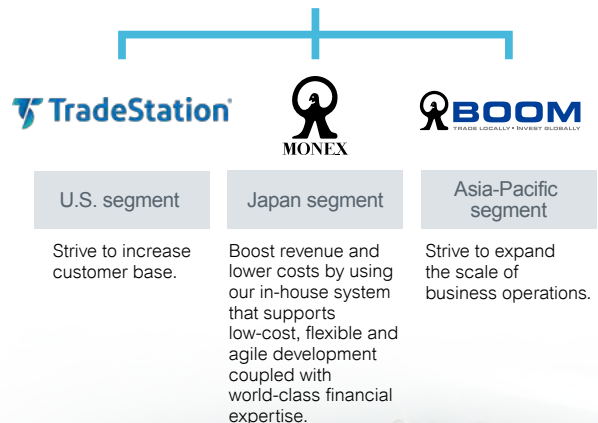 TradeStation
MONEX
BOOM
TRADE LOCALLY • INVEST GLOBALLY
U.S. segment
Strive to increase
customer base.
Japan segment
Boost revenue and
lower costs by using
our in-house system
that supports
low-cost, flexible and
agile development
coupled with
world-class financial
expertise.
Asia-Pacific
segment
Strive to expand
the scale of
business operations.